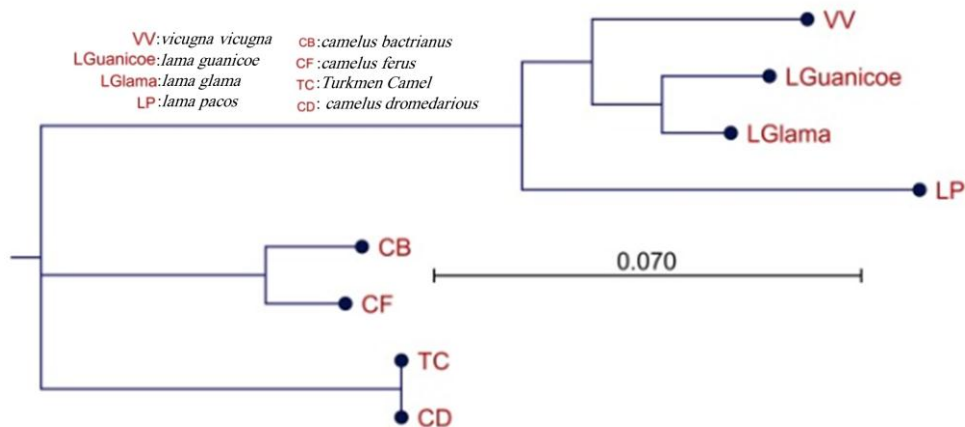 VV
VV:vicugna vicugna
CB:camelus bactrianus
LGuanicoe:lama guanicoe
CF:camelus ferus
LGlama:lama glama
TC:Turkmen Camel
LP:lama pacos
CD: camelus dromedarious
LGuanicoe
LGlama
LP
CB
0.070
CF
TC
CD